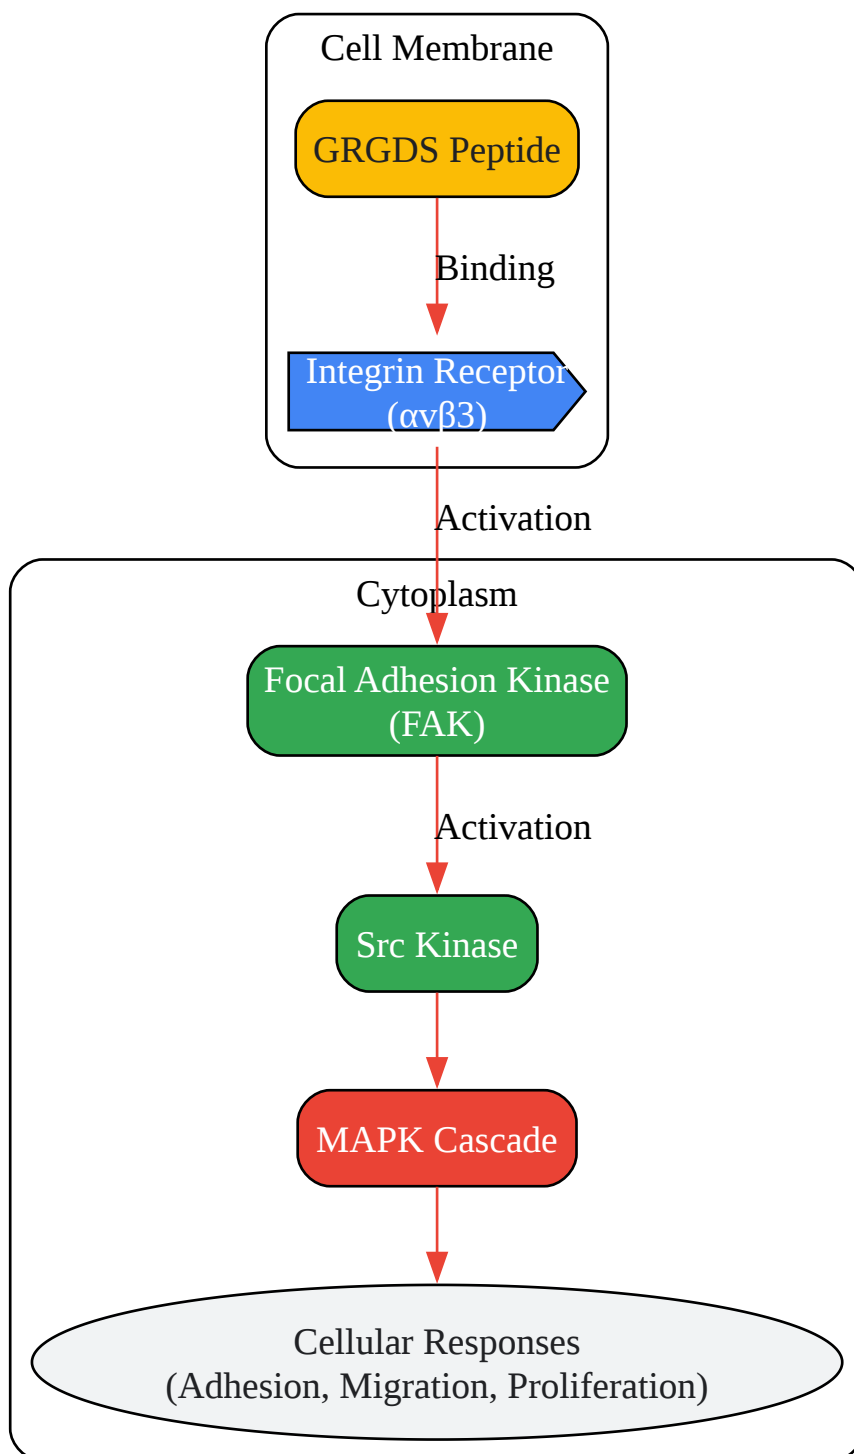 Cell Membrane
GRGDS Peptide
Binding
Integrin Receptor
(αvβ3)
Activation
Cytoplasm
Focal Adhesion Kinase
(FAK)
Activation
Src Kinase
MAPK Cascade
Cellular Responses
(Adhesion, Migration, Proliferation)